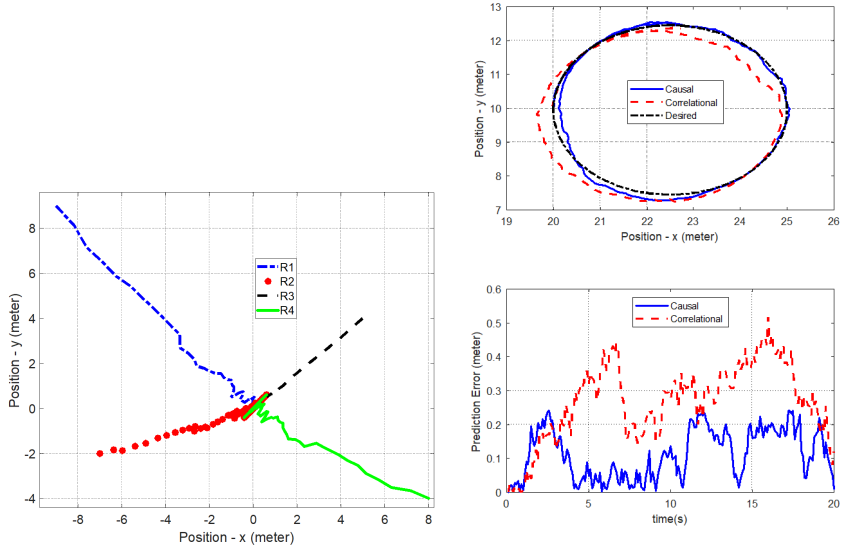 8
6
4
2
0
-2
-4
-8
-6
-4
-2
0
2
4
6
8
Position - x (meter)
Position - y (meter)
R1
R2
R3
R4
13
12
11
10
9
8
7
19
20
21
22
23
24
25
26
Position - x (meter)
Position - y (meter)
Causal
Correlational
Desired
0.6
0.5
0.4
0.3
0.2
0.1
0
0
5
10
15
20
time(s)
Prediction Error (meter)
Causal
Correlational